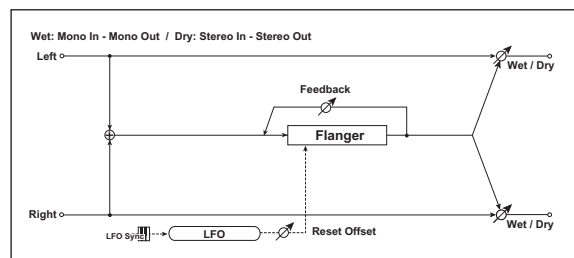 Wet: Mono In - Mono Out / Dry: Stereo In - Stereo Out
Left
Wet / Dry
Feedback
Flanger
Right
Wet / Dry
LFO Sync
LFO
Reset Offset